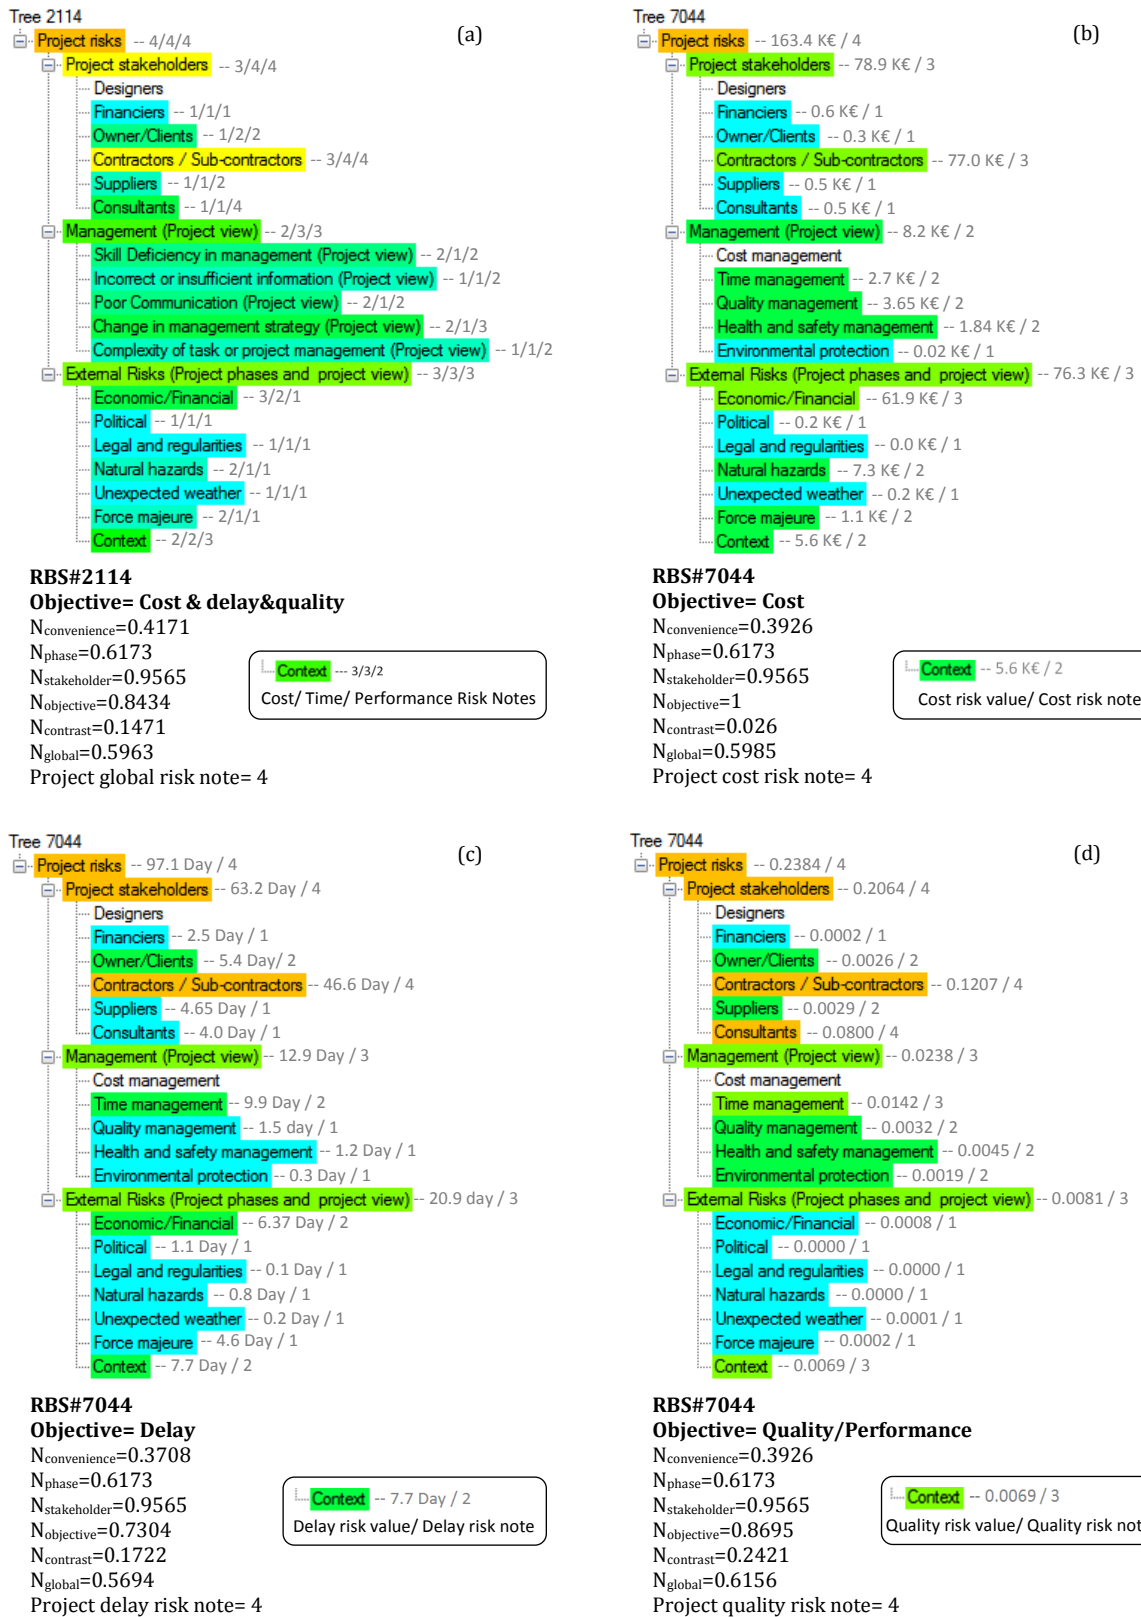 Tree 2114
(a)
Project risks -- 4/4/4
Project stakeholders -- 3/4/4
Designers
Financiers -- 1/1/1
Owner/Clients -- 1/2/2
Contractors / Sub-contractors -- 3/4/4
Suppliers -- 1/1/2
Consultants -- 1/1/4
Management (Project view) -- 2/3/3
Skill Deficiency in management (Project view) -- 2/1/2
Incorrect or insufficient information (Project view) -- 1/1/2
Poor Communication (Project view) -- 2/1/2
Change in management strategy (Project view) -- 2/1/3
Complexity of task or project management (Project view) -- 1/1/2
External Risks (Project phases and project view) -- 3/3/3
Economic/Financial -- 3/2/1
Political -- 1/1/1
Legal and regularities -- 1/1/1
Natural hazards -- 2/1/1
Unexpected weather -- 1/1/1
Force majeure -- 2/1/1
Context -- 2/2/3
RBS#2114
Objective= Cost & delay&quality
Nconvenience=0.4171
Nphase=0.6173
Nstakeholder=0.9565
Nobjective=0.8434
Ncontrast=0.1471
Nglobal=0.5963
Project global risk note= 4
Context --- 3/3/2
Cost/ Time/ Performance Risk Notes
Tree 7044
(b)
Project risks -- 163.4 K€ / 4
Project stakeholders -- 78.9 K€ / 3
Designers
Financiers -- 0.6 K€ / 1
Owner/Clients -- 0.3 K€ / 1
Contractors / Sub-contractors -- 77.0 K€ / 3
Suppliers -- 0.5 K€ / 1
Consultants -- 0.5 K€ / 1
Management (Project view) -- 8.2 K€ / 2
Cost management
Time management -- 2.7 K€ / 2
Quality management -- 3.65 K€ / 2
Health and safety management -- 1.84 K€ / 2
Environmental protection -- 0.02 K€ / 1
External Risks (Project phases and project view) -- 76.3 K€ / 3
Economic/Financial -- 61.9 K€ / 3
Political -- 0.2 K€ / 1
Legal and regularities -- 0.0 K€ / 1
Natural hazards -- 7.3 K€ / 2
Unexpected weather -- 0.2 K€ / 1
Force majeure -- 1.1 K€ / 2
Context -- 5.6 K€ / 2
RBS#7044
Objective= Cost
Nconvenience=0.3926
Nphase=0.6173
Nstakeholder=0.9565
Nobjective=1
Ncontrast=0.026
Nglobal=0.5985
Project cost risk note= 4
Context -- 5.6 K€ / 2
Cost risk value/ Cost risk note
Tree 7044
(c)
Project risks -- 97.1 Day / 4
Project stakeholders -- 63.2 Day / 4
Designers
Financiers -- 2.5 Day / 1
Owner/Clients -- 5.4 Day/ 2
Contractors / Sub-contractors -- 46.6 Day / 4
Suppliers -- 4.65 Day / 1
Consultants -- 4.0 Day / 1
Management (Project view) -- 12.9 Day / 3
Cost management
Time management -- 9.9 Day / 2
Quality management -- 1.5 day / 1
Health and safety management -- 1.2 Day / 1
Environmental protection -- 0.3 Day / 1
External Risks (Project phases and project view) -- 20.9 day / 3
Economic/Financial -- 6.37 Day / 2
Political -- 1.1 Day / 1
Legal and regularities -- 0.1 Day / 1
Natural hazards -- 0.8 Day / 1
Unexpected weather -- 0.2 Day / 1
Force majeure -- 4.6 Day / 1
Context -- 7.7 Day / 2
RBS#7044
Objective= Delay
Nconvenience=0.3708
Nphase=0.6173
Nstakeholder=0.9565
Nobjective=0.7304
Ncontrast=0.1722
Nglobal=0.5694
Project delay risk note= 4
Context -- 7.7 Day / 2
Delay risk value/ Delay risk note
Tree 7044
(d)
Project risks -- 0.2384 / 4
Project stakeholders -- 0.2064 / 4
Designers
Financiers -- 0.0002 / 1
Owner/Clients -- 0.0026 / 2
Contractors / Sub-contractors -- 0.1207 / 4
Suppliers -- 0.0029 / 2
Consultants -- 0.0800 / 4
Management (Project view) -- 0.0238 / 3
Cost management
Time management -- 0.0142 / 3
Quality management -- 0.0032 / 2
Health and safety management -- 0.0045 / 2
Environmental protection -- 0.0019 / 2
External Risks (Project phases and project view) -- 0.0081 / 3
Economic/Financial -- 0.0008 / 1
Political -- 0.0000 / 1
Legal and regularities -- 0.0000 / 1
Natural hazards -- 0.0000 / 1
Unexpected weather -- 0.0001 / 1
Force majeure -- 0.0002 / 1
Context -- 0.0069 / 3
RBS#7044
Objective= Quality/Performance
Nconvenience=0.3926
Nphase=0.6173
Nstakeholder=0.9565
Nobjective=0.8695
Ncontrast=0.2421
Nglobal=0.6156
Project quality risk note= 4
Context -- 0.0069 / 3
Quality risk value/ Quality risk not